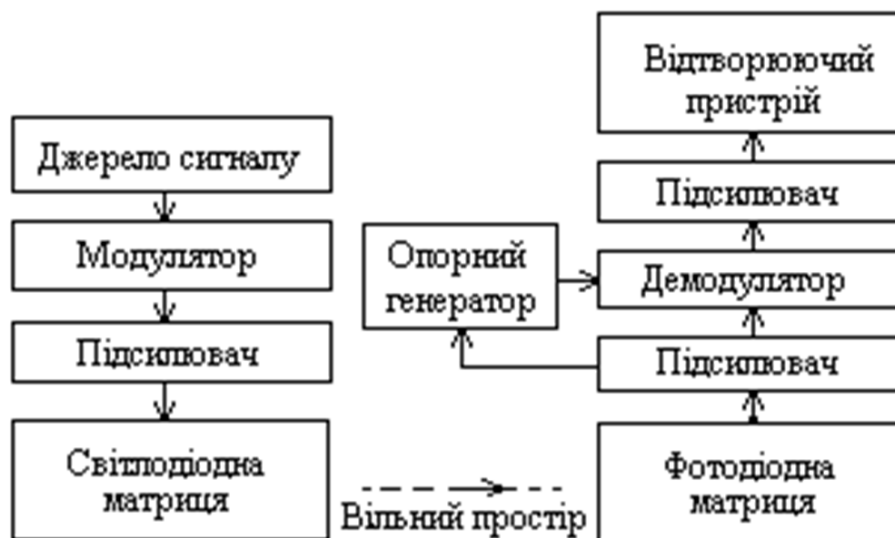 Джерело сигналу
Модулятор
Підсилювач
Світлодіодна
матриця
Вільний простір
Відтворюючий
пристрій
Підсилювач
Опорний
генератор
Демодулятор
Підсилювач
Фотодіодна
матриця